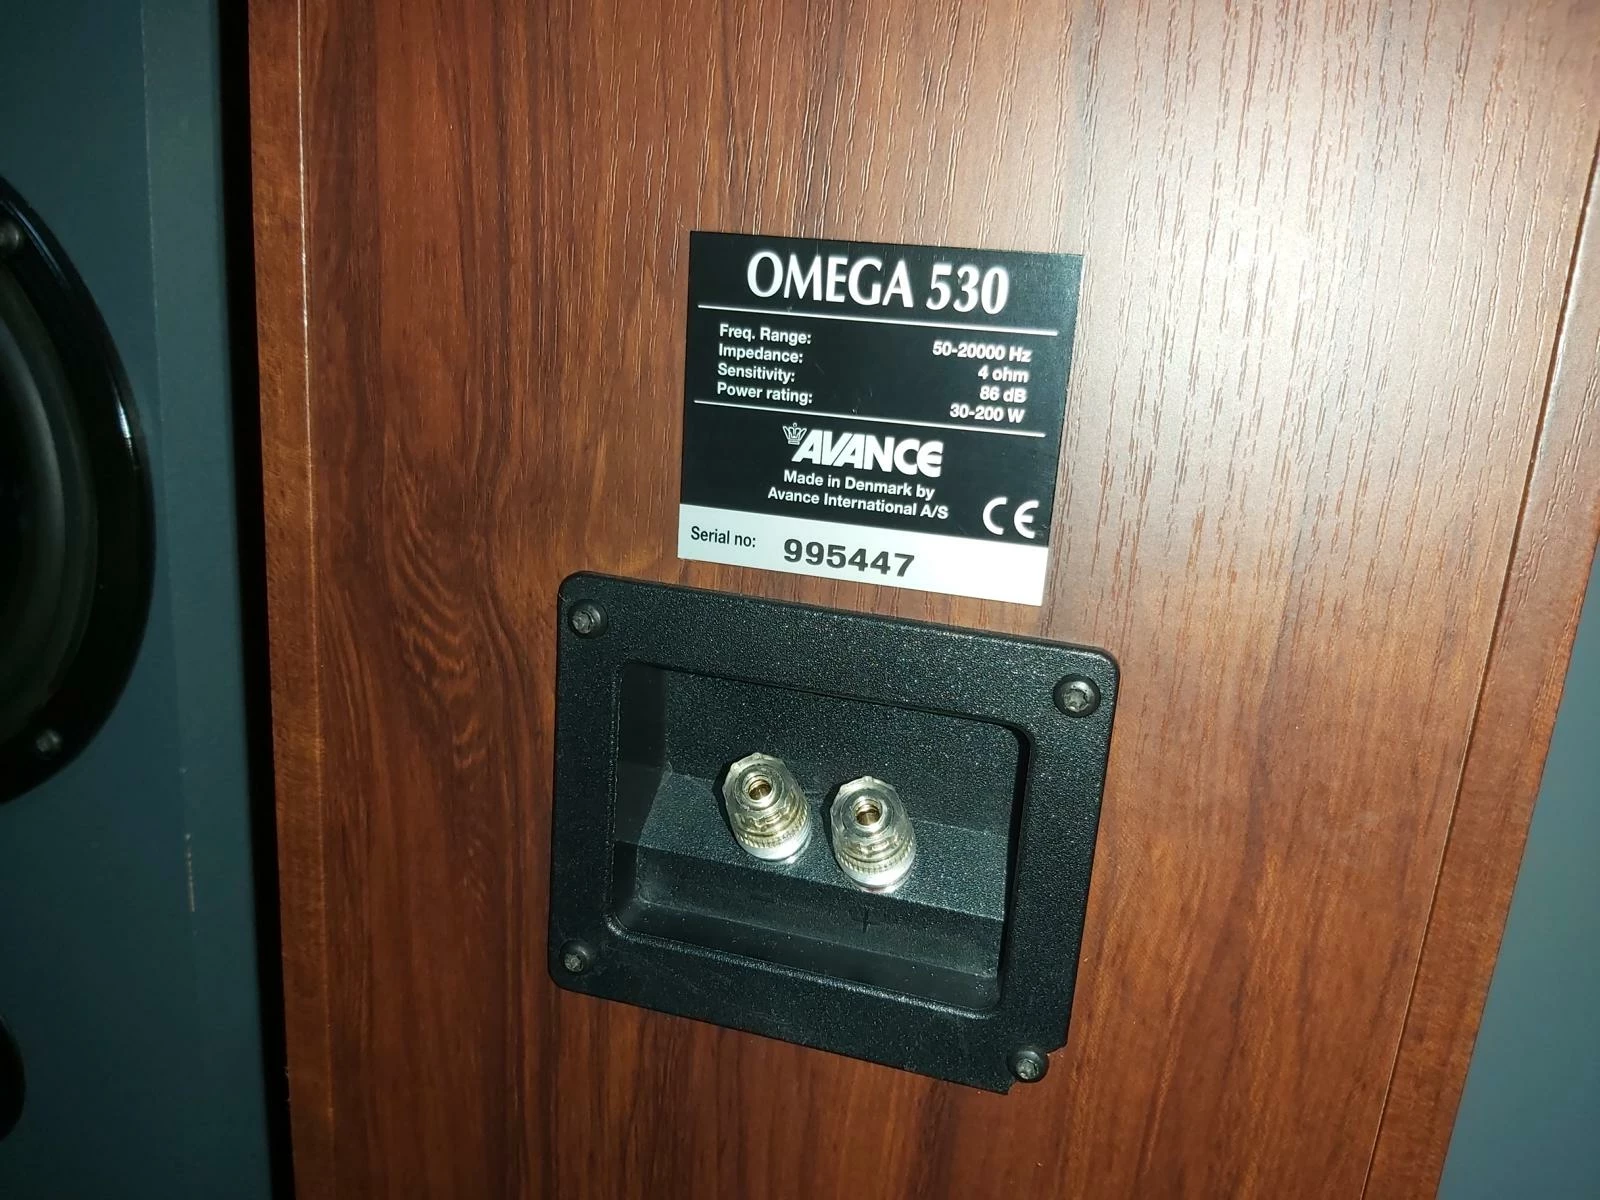 OMEGA 530
Freq. Range: 50-20000 Hz
Impedance: 4 ohm
Sensitivity: 86 dB
Power rating: 30-200 W
AVANCE
Made in Denmark by
Avance International A/S
CE
Serial no: 995447
- +